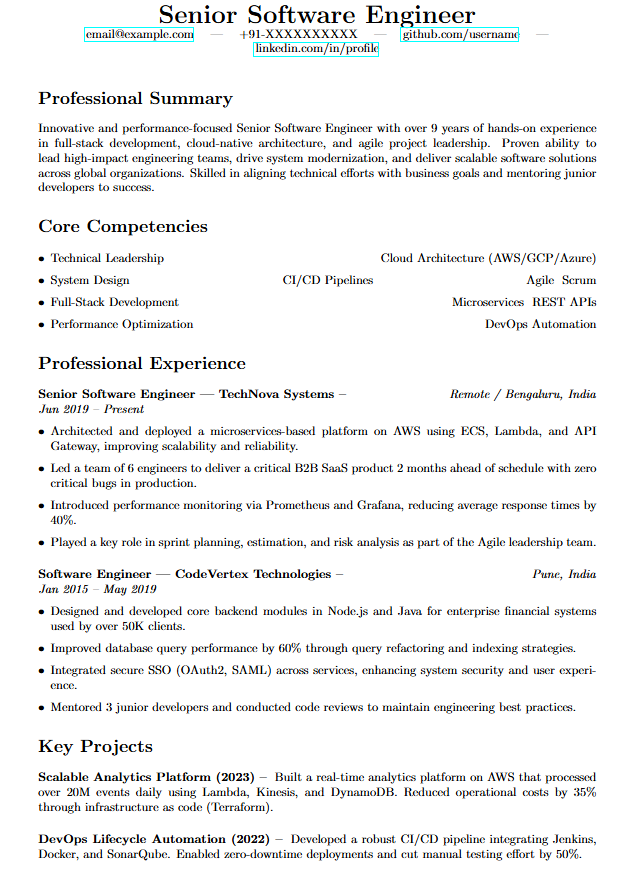 Senior Software Engineer
email@example.com — +91-XXXXXXXXXX — github.com/username —
linkedin.com/in/profile
Professional Summary
Innovative and performance-focused Senior Software Engineer with over 9 years of hands-on experience
in full-stack development, cloud-native architecture, and agile project leadership. Proven ability to
lead high-impact engineering teams, drive system modernization, and deliver scalable software solutions
across global organizations. Skilled in aligning technical efforts with business goals and mentoring junior
developers to success.
Core Competencies
• Technical Leadership Cloud Architecture (AWS/GCP/Azure)
• System Design CI/CD Pipelines Agile Scrum
• Full-Stack Development Microservices REST APIs
• Performance Optimization DevOps Automation
Professional Experience
Senior Software Engineer — TechNova Systems – Remote / Bengaluru, India
Jun 2019 – Present
• Architected and deployed a microservices-based platform on AWS using ECS, Lambda, and API
Gateway, improving scalability and reliability.
• Led a team of 6 engineers to deliver a critical B2B SaaS product 2 months ahead of schedule with zero
critical bugs in production.
• Introduced performance monitoring via Prometheus and Grafana, reducing average response times by
40%.
• Played a key role in sprint planning, estimation, and risk analysis as part of the Agile leadership team.
Software Engineer — CodeVertex Technologies – Pune, India
Jan 2015 – May 2019
• Designed and developed core backend modules in Node.js and Java for enterprise financial systems
used by over 50K clients.
• Improved database query performance by 60% through query refactoring and indexing strategies.
• Integrated secure SSO (OAuth2, SAML) across services, enhancing system security and user experi-
ence.
• Mentored 3 junior developers and conducted code reviews to maintain engineering best practices.
Key Projects
Scalable Analytics Platform (2023) – Built a real-time analytics platform on AWS that processed
over 20M events daily using Lambda, Kinesis, and DynamoDB. Reduced operational costs by 35%
through infrastructure as code (Terraform).
DevOps Lifecycle Automation (2022) – Developed a robust CI/CD pipeline integrating Jenkins,
Docker, and SonarQube. Enabled zero-downtime deployments and cut manual testing effort by 50%.